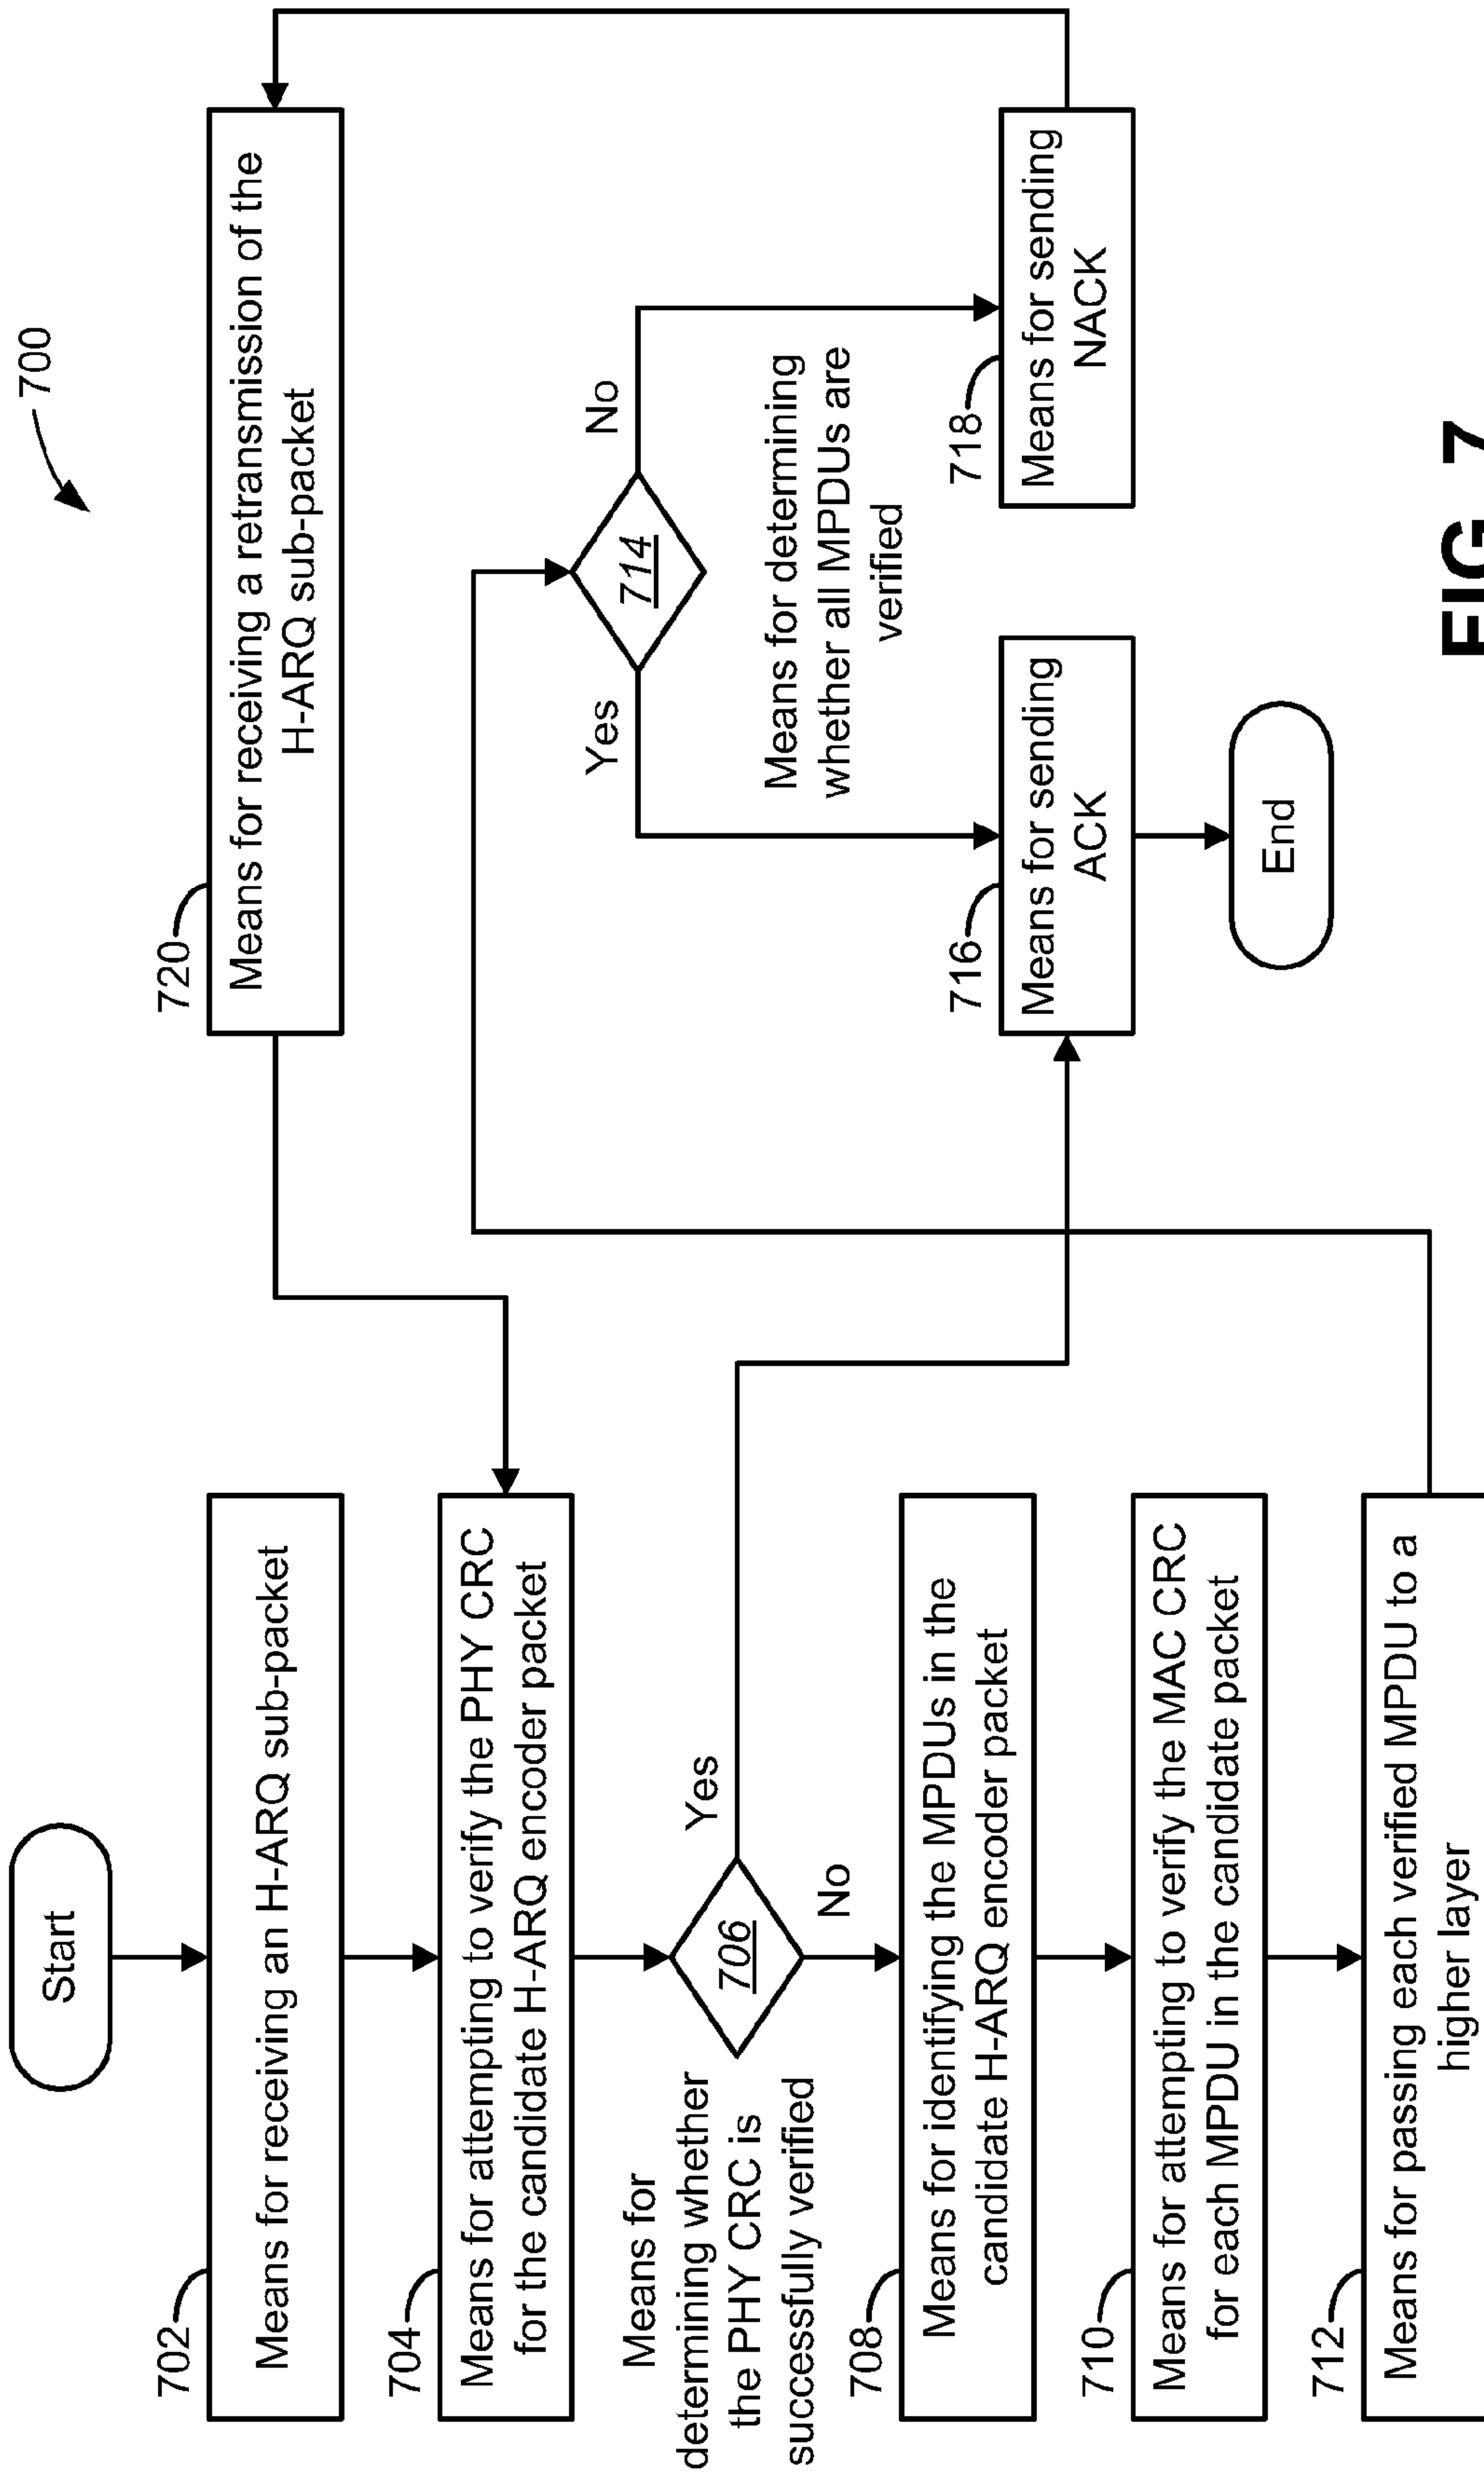 700
Start
702
Means for receiving an H-ARQ sub-packet
704
Means for attempting to verify the PHY CRC
for the candidate H-ARQ encoder packet
Means for
determining whether
the PHY CRC is
successfully verified
706
Yes
No
708
Means for identifying the MPDUs in the
candidate H-ARQ encoder packet
710
Means for attempting to verify the MAC CRC
for each MPDU in the candidate packet
712
Means for passing each verified MPDU to a
higher layer
720
Means for receiving a retransmission of the
H-ARQ sub-packet
714
Yes
No
Means for determining
whether all MPDUs are
verified
716
Means for sending
ACK
718
Means for sending
NACK
End
FIG 7